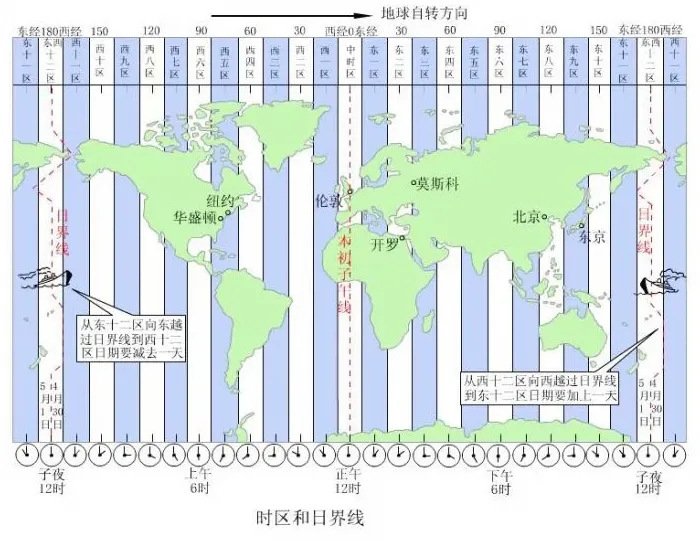 地球自转方向
东经180西经
150
120
90
60
30
西经0东经
30
60
90
120
150
东经180西经
东十一区
东十二区
西十二区
西十一区
西十区
西九区
西八区
西七区
西六区
西五区
西四区
西三区
西二区
西一区
中时区
东一区
东二区
东三区
东四区
东五区
东六区
东七区
东八区
东九区
东十区
东十一区
东十二区
西十二区
西十一区
纽约
华盛顿
伦敦
莫斯科
开罗
北京
东京
日界线
本初子午线
日界线
从东十二区向东越
过日界线到西十二
区日期要减去一天
从西十二区向西越过日界线
到东十二区日期要加上一天
5月1日
4月30日
5月1日
4月30日
子夜
12时
上午
6时
正午
12时
下午
6时
子夜
12时
时区和日界线